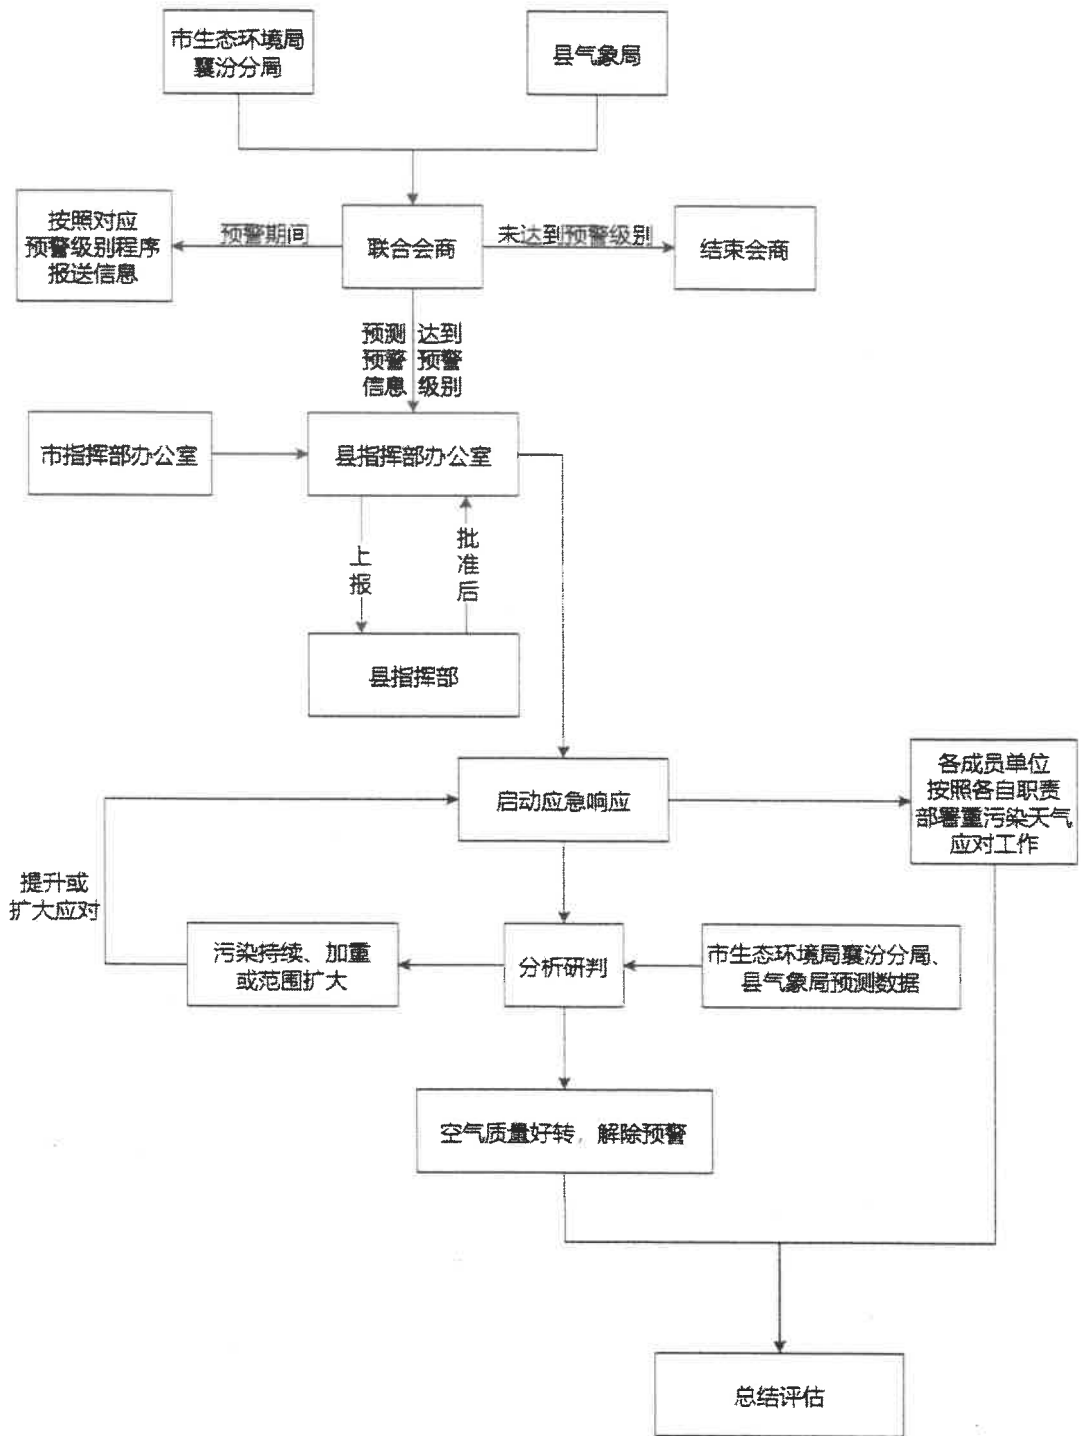 市生态环境局
襄汾分局
县气象局
按照对应
预警级别程序
报送信息
预警期间
联合会商
未达到预警级别
结束会商
预测 达到
预警 预警
信息 级别
市指挥部办公室
县指挥部办公室
上报
批准后
县指挥部
启动应急响应
各成员单位
按照各自职责
部署重污染天气
应对工作
提升或
扩大应对
污染持续、加重
或范围扩大
分析研判
市生态环境局襄汾分局、
县气象局预测数据
空气质量好转，解除预警
总结评估